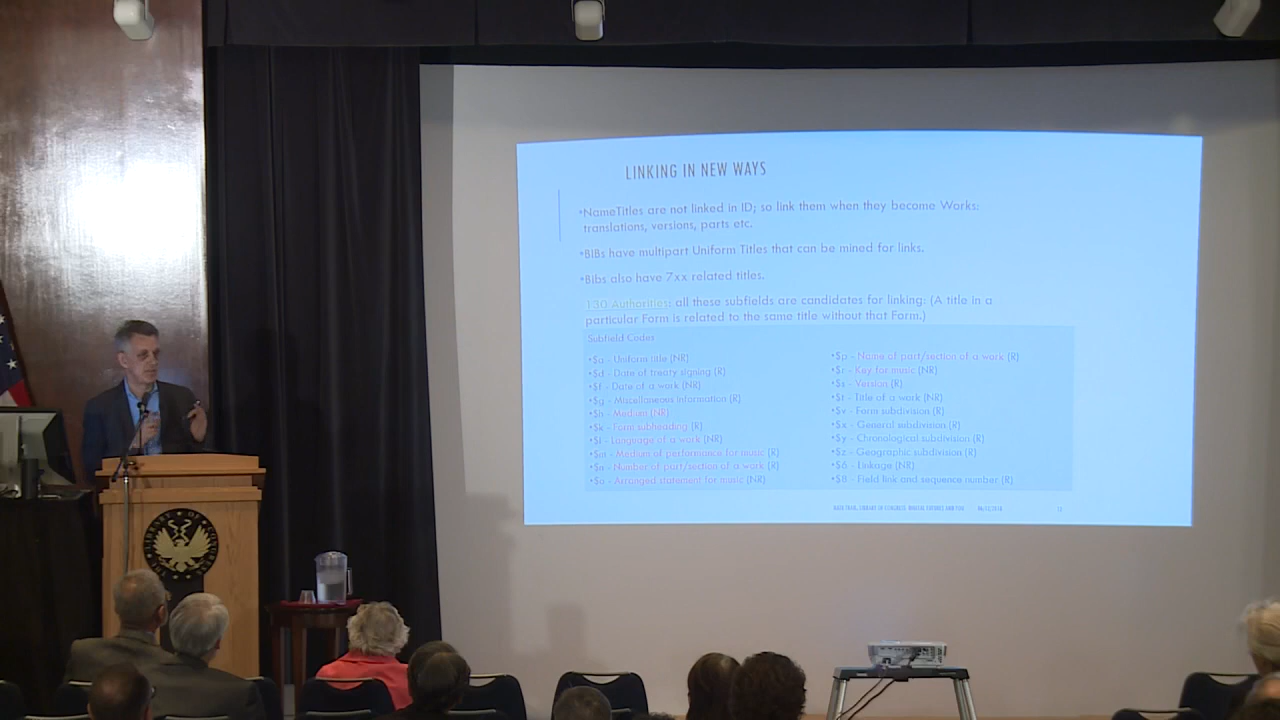 LINKING IN NEW WAYS
•NameTitles are not linked in ID; so link them when they become Works:
translations, versions, parts etc.
•BIBs have multipart Uniform Titles that can be mined for links.
•Bibs also have 7xx related titles.
130 Authorities: all these subfields are candidates for linking: (A title in a
particular Form is related to the same title without that Form.)
Subfield Codes
•$a - Uniform title (NR)
•$d - Date of treaty signing (R)
•$f - Date of a work (NR)
•$g - Miscellaneous information (R)
•$h - Medium (NR)
•$k - Form subheading (R)
•$l - Language of a work (NR)
•$m - Medium of performance for music (R)
•$n - Number of part/section of a work (R)
•$o - Arranged statement for music (NR)
•$p - Name of part/section of a work (R)
•$r - Key for music (NR)
•$s - Version (R)
•$t - Title of a work (NR)
•$v - Form subdivision (R)
•$x - General subdivision (R)
•$y - Chronological subdivision (R)
•$z - Geographic subdivision (R)
•$6 - Linkage (NR)
•$8 - Field link and sequence number (R)
THE LIBRARY OF CONGRESS